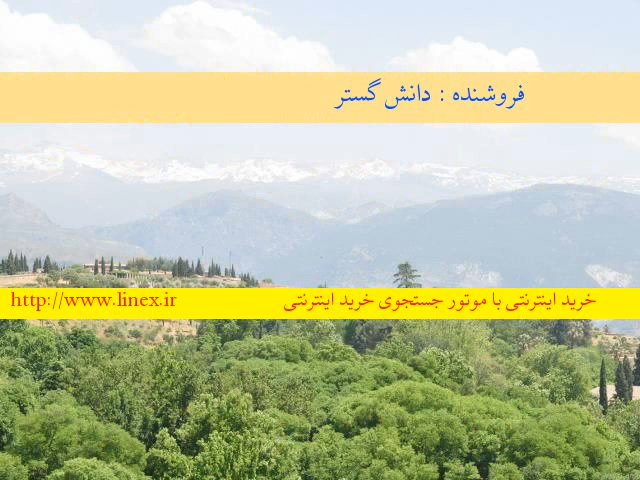 فروشنده : دانش گستر
خرید اینترنتی با موتور جستجوی خرید اینترنتی http://www.linex.ir